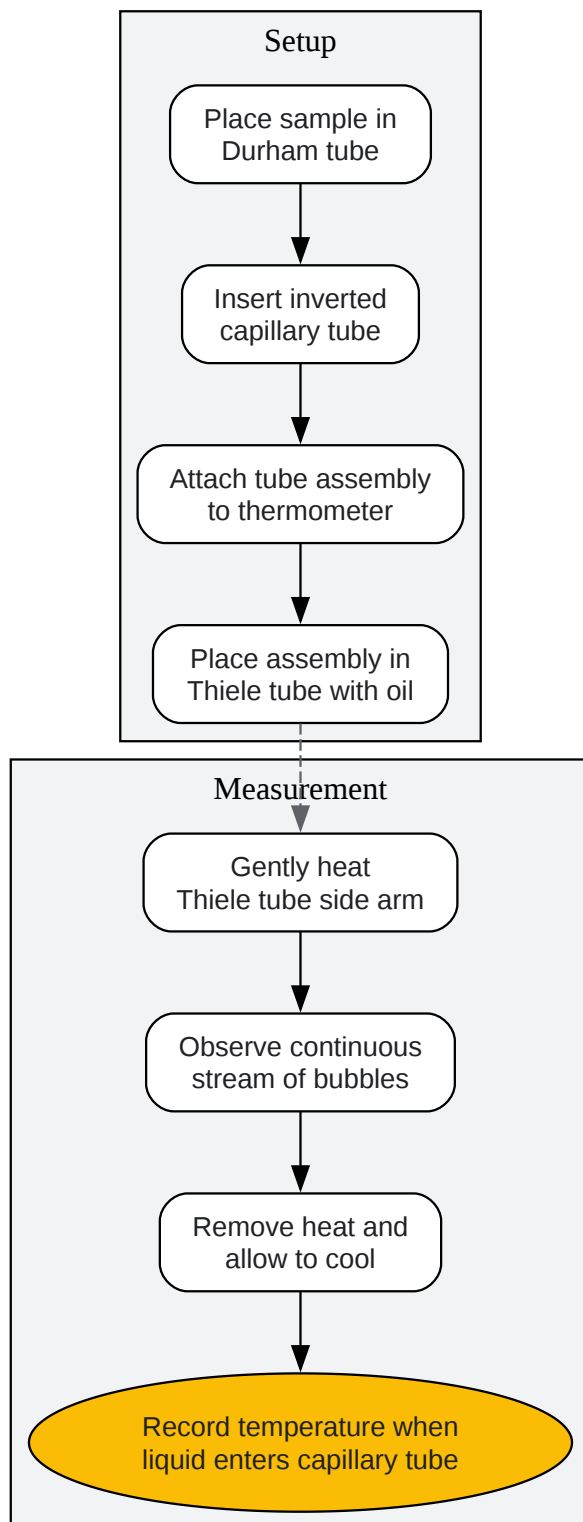 Setup
Place sample in
Durham tube
Insert inverted
capillary tube
Attach tube assembly
to thermometer
Place assembly in
Thiele tube with oil
Measurement
Gently heat
Thiele tube side arm
Observe continuous
stream of bubbles
Remove heat and
allow to cool
Record temperature when
liquid enters capillary tube